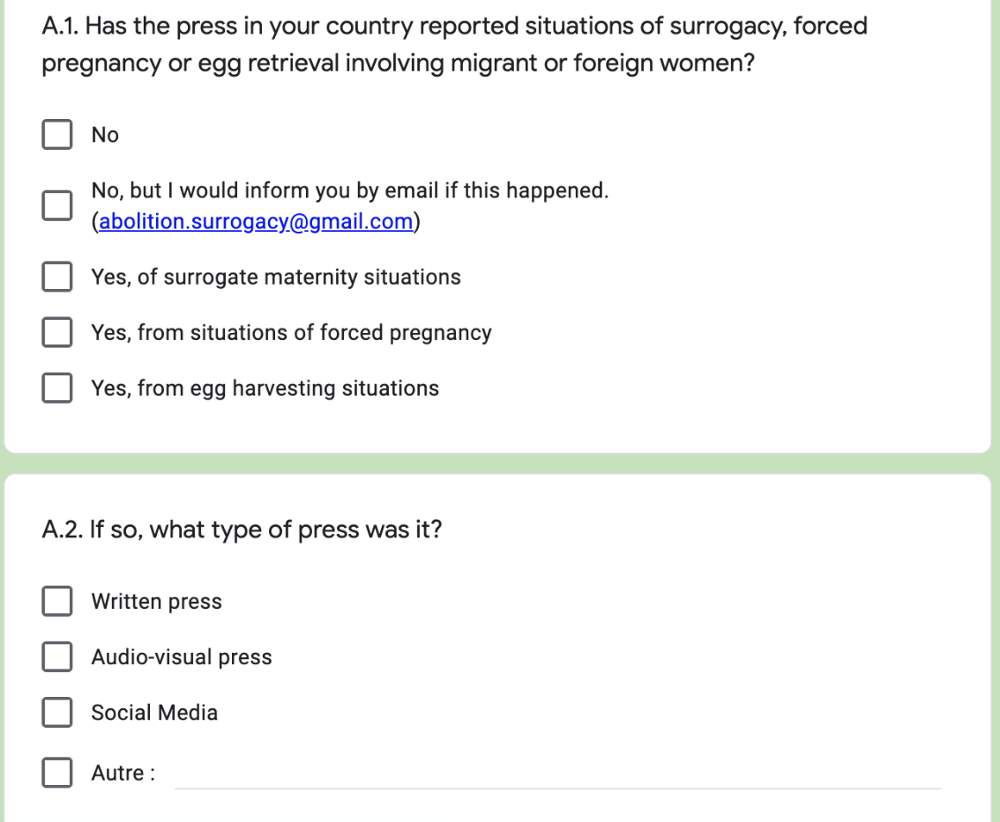 A.1. Has the press in your country reported situations of surrogacy, forced
pregnancy or egg retrieval involving migrant or foreign women?
No
No, but I would inform you by email if this happened.
(abolition.surrogacy@gmail.com)
Yes, of surrogate maternity situations
Yes, from situations of forced pregnancy
Yes, from egg harvesting situations
A.2. If so, what type of press was it?
Written press
Audio-visual press
Social Media
Autre :